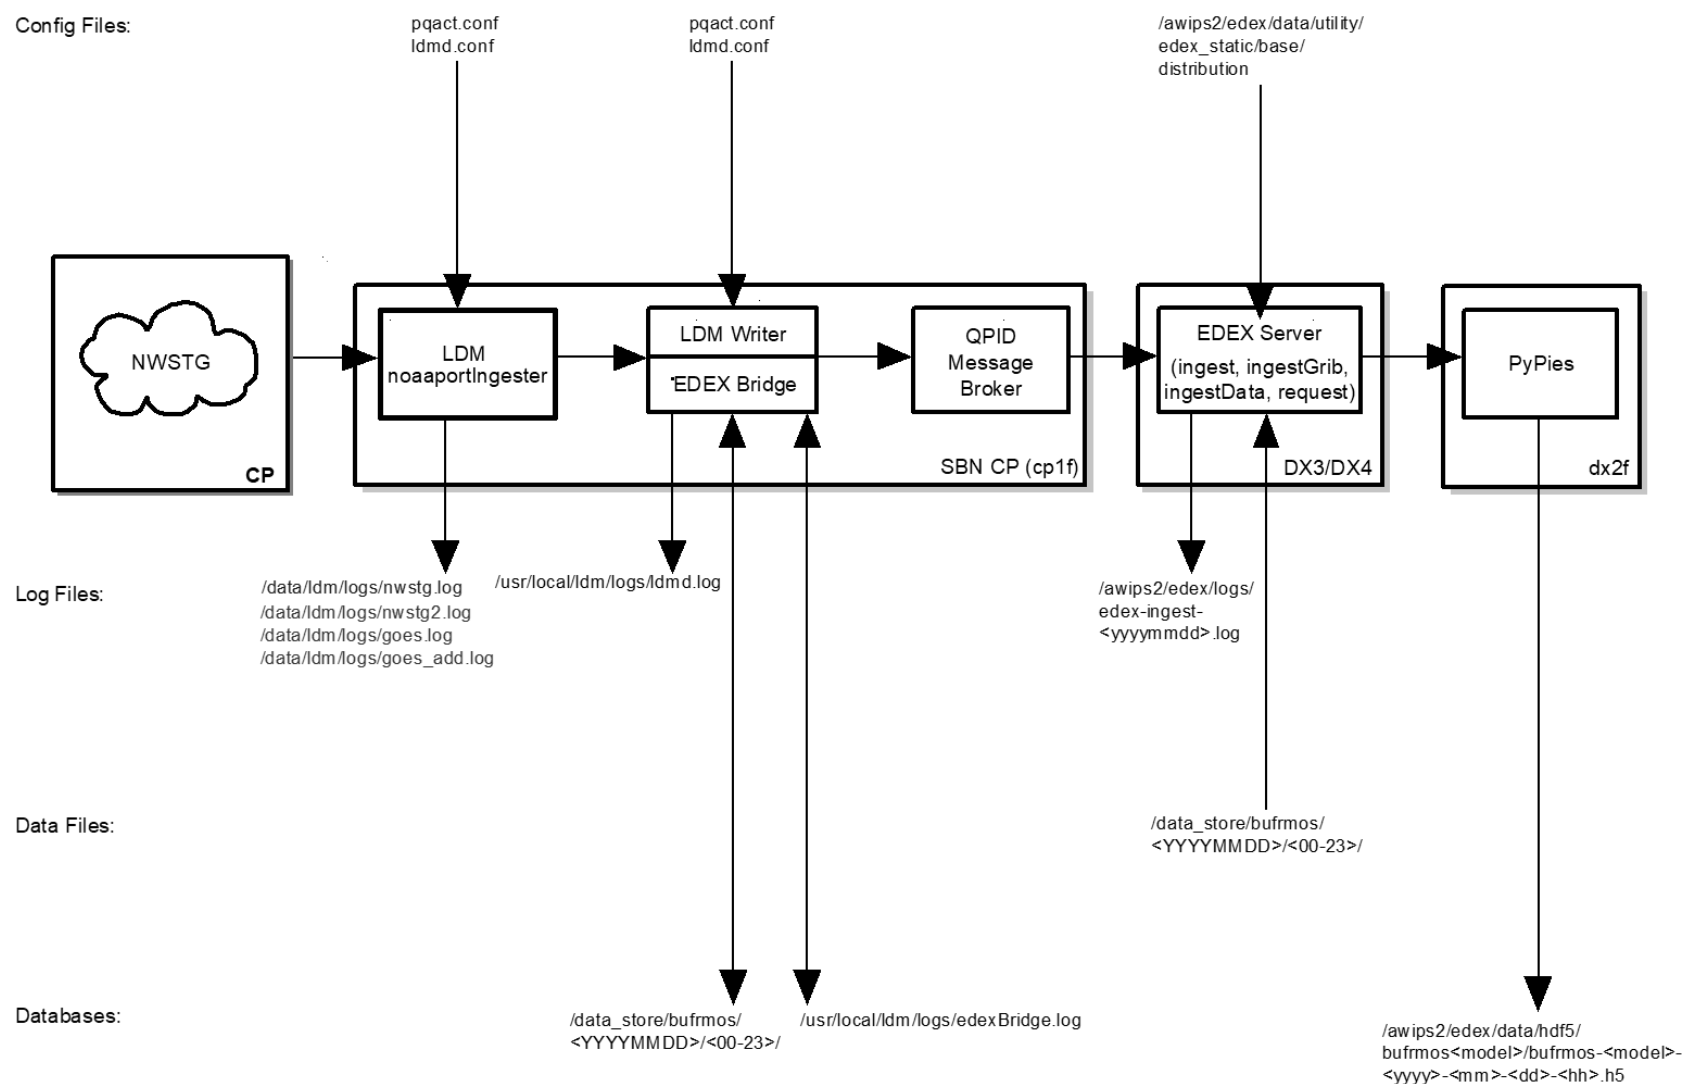 Config Files:
pqact.conf
ldmd.conf
pqact.conf
ldmd.conf
/awips2/edex/data/utility/
edex_static/base/
distribution
NWSTG
CP
LDM
noaaportIngester
LDM Writer
EDEX Bridge
QPID
Message
Broker
SBN CP (cp1f)
EDEX Server
(ingest, ingestGrib,
ingestData, request)
DX3/DX4
PyPies
dx2f
Log Files:
/data/ldm/logs/nwstg.log
/data/ldm/logs/nwstg2.log
/data/ldm/logs/goes.log
/data/ldm/logs/goes_add.log
/usr/local/ldm/logs/ldmd.log
/awips2/edex/logs/
edex-ingest-
<yyyymmdd>.log
Data Files:
/data_store/bufrmos/
<YYYYMMDD>/<00-23>/
Databases:
/data_store/bufrmos/
<YYYYMMDD>/<00-23>/
/usr/local/ldm/logs/edexBridge.log
/awips2/edex/data/hdf5/
bufrmos<model>/bufrmos-<model>-
<yyyy>-<mm>-<dd>-<hh>.h5